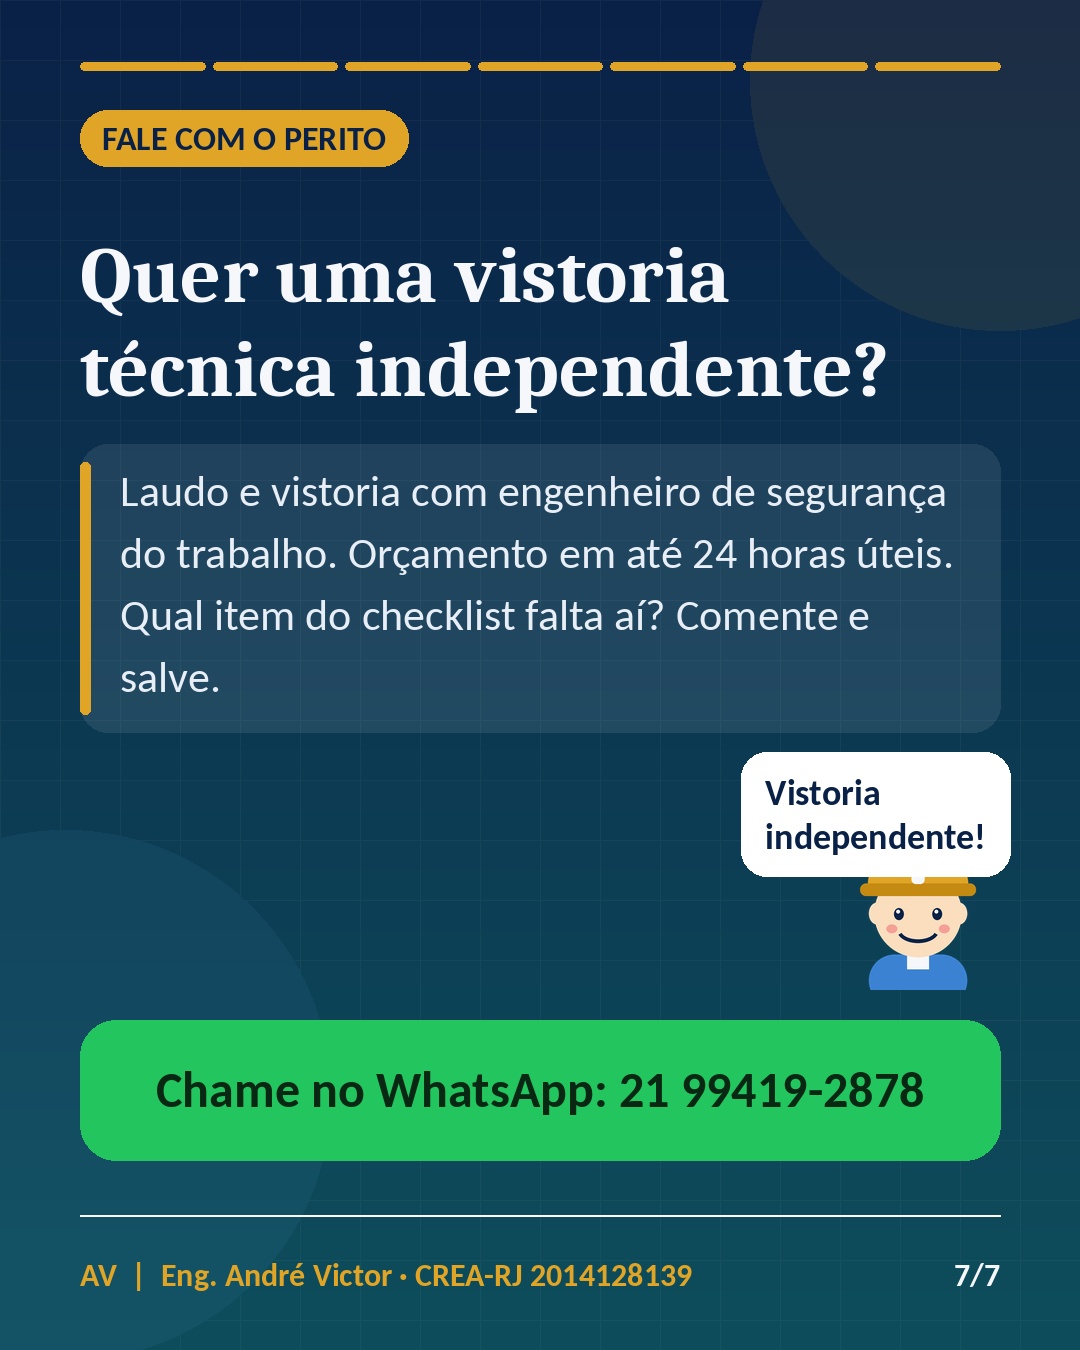 FALE COM O PERITO
Quer uma vistoria
técnica independente?
Laudo e vistoria com engenheiro de segurança
do trabalho. Orçamento em até 24 horas úteis.
Qual item do checklist falta aí? Comente e
salve.
Vistoria
independente!
Chame no WhatsApp: 21 99419-2878
AV | Eng. André Victor · CREA-RJ 2014128139
7/7